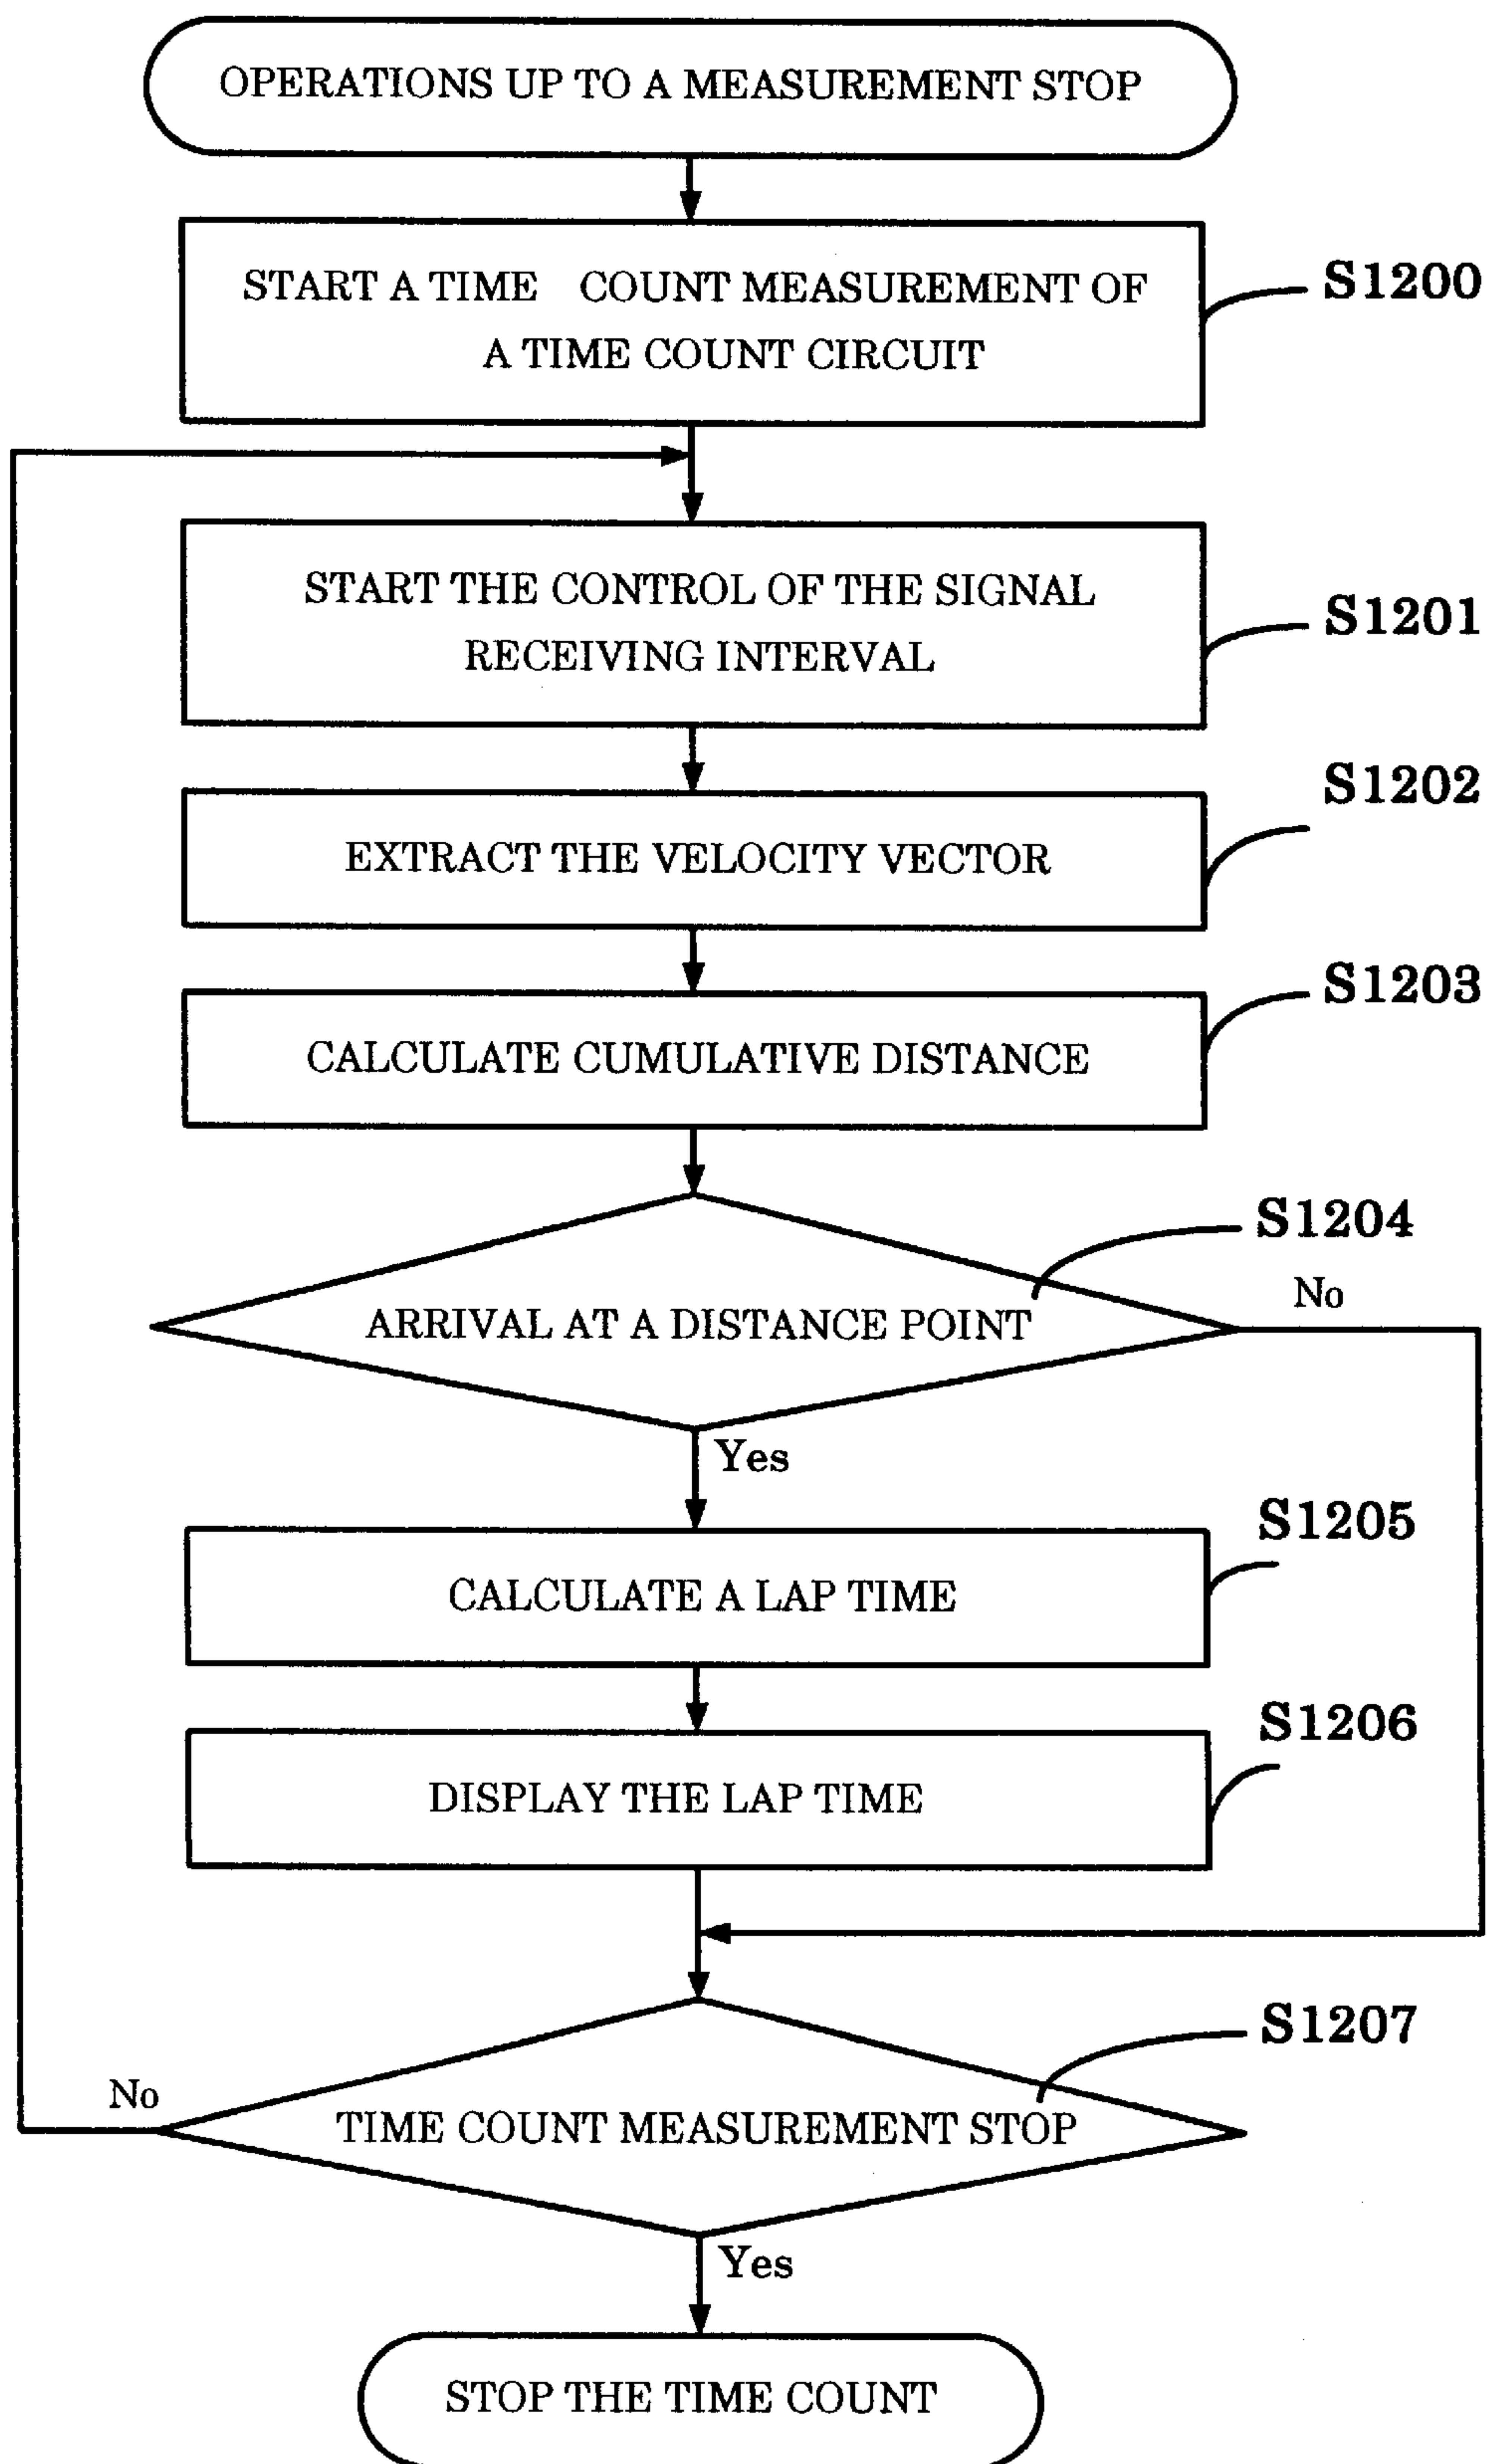 OPERATIONS UP TO A MEASUREMENT STOP
START A TIME COUNT MEASUREMENT OF
A TIME COUNT CIRCUIT
S1200
START THE CONTROL OF THE SIGNAL
RECEIVING INTERVAL
S1201
EXTRACT THE VELOCITY VECTOR
S1202
CALCULATE CUMULATIVE DISTANCE
S1203
ARRIVAL AT A DISTANCE POINT
S1204
No
Yes
CALCULATE A LAP TIME
S1205
DISPLAY THE LAP TIME
S1206
TIME COUNT MEASUREMENT STOP
S1207
No
Yes
STOP THE TIME COUNT